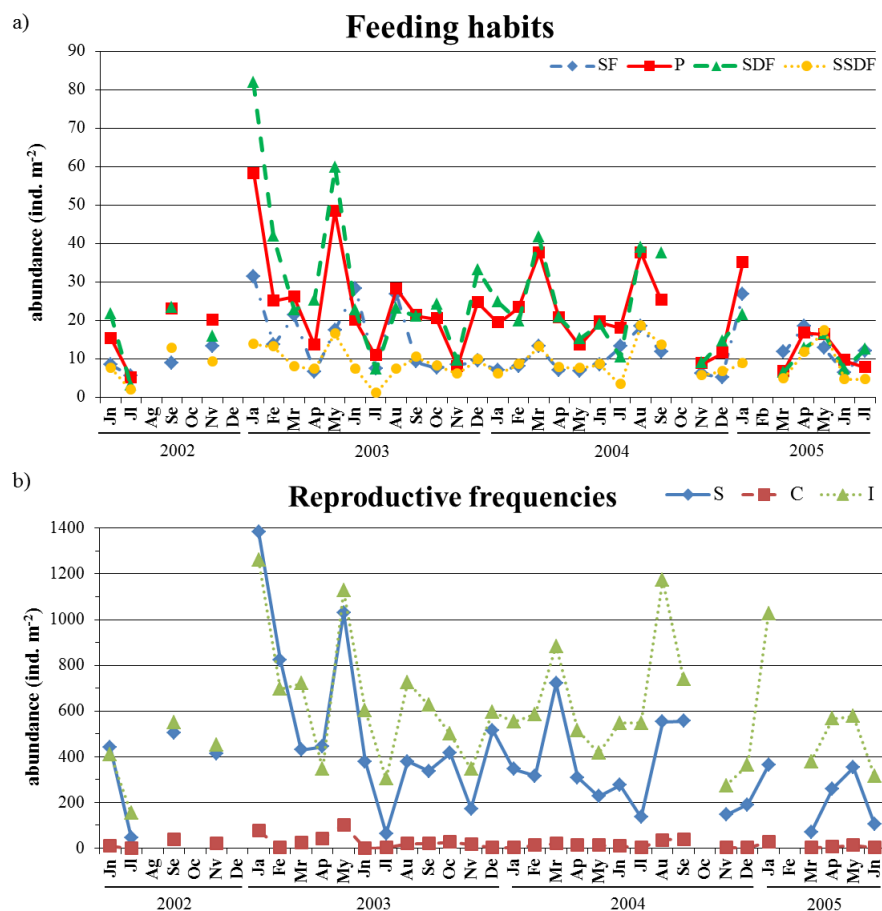 a)
Feeding habits
SF P SDF SSDF
abundance (ind. m-2)
90
80
70
60
50
40
30
20
10
0
Jn Jl Ag Se Oc Nv De Ja Fe Mr Ap My Jn Jl Au Se Oc Nv De Ja Fe Mr Ap My Jn Jl Au Se Oc Nv De Ja Fb Mr Ap My Jn Jl
2002 2003 2004 2005
b)
Reproductive frequencies
S C I
abundance (ind. m-2)
1400
1200
1000
800
600
400
200
0
Jn Jl Ag Se Oc Nv De Ja Fe Mr Ap My Jn Jl Au Se Oc Nv De Ja Fe Mr Ap My Jn Jl Au Se Oc Nv De Ja Fe Mr Ap My Jn
2002 2003 2004 2005